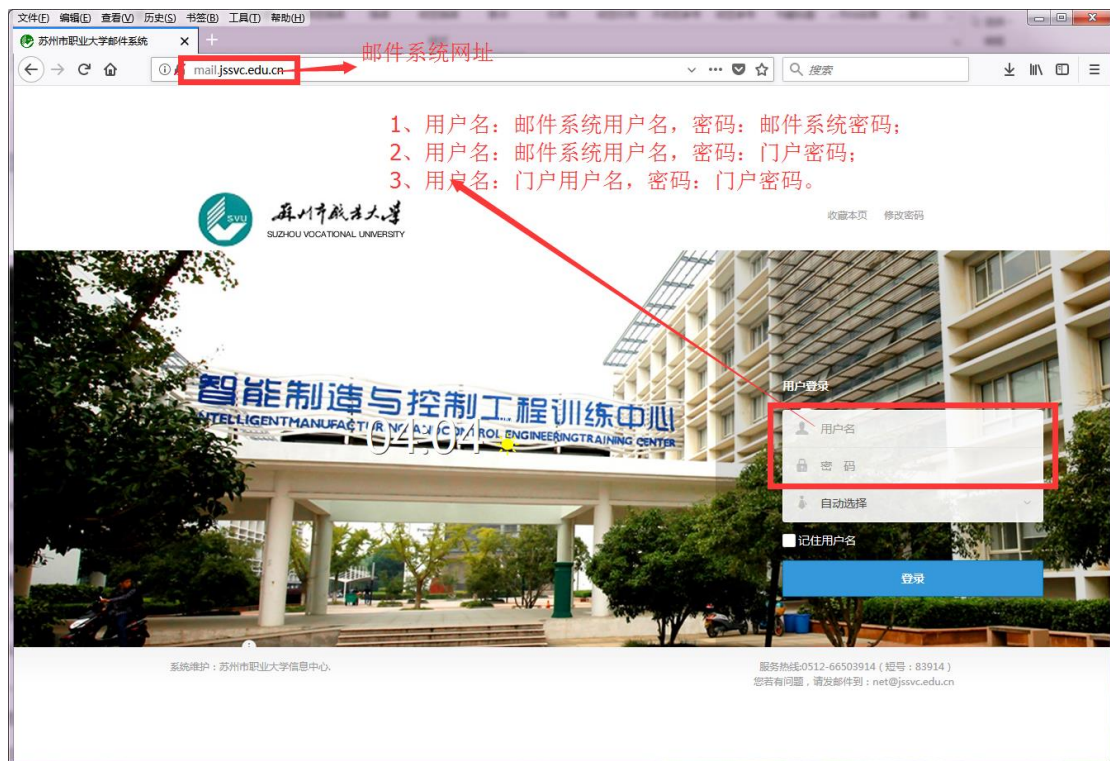 文件(F) 编辑(E) 查看(V) 历史(S) 书签(B) 工具(T) 帮助(H)
苏州市职业大学邮件系统
mail.jssvc.edu.cn
搜索
邮件系统网址
1、用户名：邮件系统用户名，密码：邮件系统密码；
2、用户名：邮件系统用户名，密码：门户密码；
3、用户名：门户用户名，密码：门户密码。
SVU
苏州市职业大学
SUZHOU VOCATIONAL UNIVERSITY
收藏本页 修改密码
智能制造与控制工程训练中心
INTELLIGENTMANUFACTURINGANDCONTROL ENGINEERINGTRAINING CENTER
04:04
用户登录
用户名
密 码
自动选择
记住用户名
登录
系统维护：苏州市职业大学信息中心.
服务热线:0512-66503914（短号：83914）
您若有问题，请发邮件到：net@jssvc.edu.cn